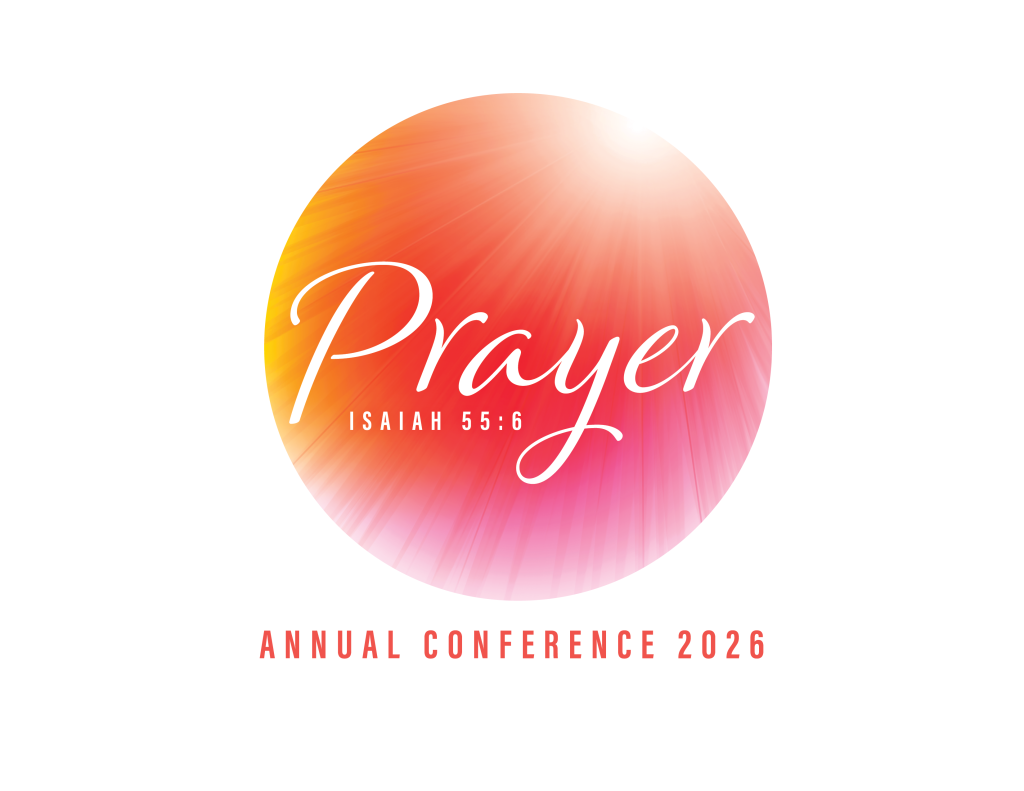 Prayer
ISAIAH 55:6
ANNUAL CONFERENCE 2026